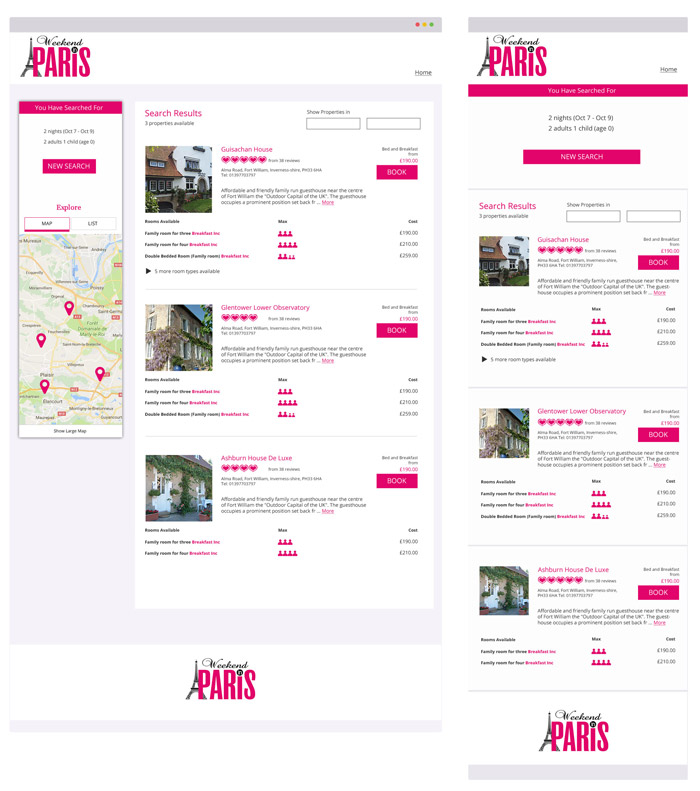 Weekend
in
PARIS
Home
You Have Searched For
2 nights (Oct 7 - Oct 9)
2 adults 1 child (age 0)
NEW SEARCH
Explore
MAP
LIST
Show Large Map
Search Results
3 properties available
Show Properties in
Guisachan House
from 38 reviews
Alma Road, Fort William, Inverness-shire, PH33 6HA
Tel: 01397703797
Bed and Breakfast
from
£190.00
BOOK
Affordable and friendly family run guesthouse near the centre
of Fort William the "Outdoor Capital of the UK". The guesthouse
occupies a prominent position set back fr ... More
Rooms Available Max Cost
Family room for three Breakfast Inc £190.00
Family room for four Breakfast Inc £210.00
Double Bedded Room (Family room) Breakfast Inc £259.00
5 more room types available
Glentower Lower Observatory
from 38 reviews
Alma Road, Fort William, Inverness-shire, PH33 6HA
Tel: 01397703797
Bed and Breakfast
from
£190.00
BOOK
Affordable and friendly family run guesthouse near the centre
of Fort William the "Outdoor Capital of the UK". The guesthouse
occupies a prominent position set back fr ... More
Rooms Available Max Cost
Family room for three Breakfast Inc £190.00
Family room for four Breakfast Inc £210.00
Double Bedded Room (Family room) Breakfast Inc £259.00
Ashburn House De Luxe
from 38 reviews
Alma Road, Fort William, Inverness-shire, PH33 6HA
Tel: 01397703797
Bed and Breakfast
from
£190.00
BOOK
Affordable and friendly family run guesthouse near the centre
of Fort William the "Outdoor Capital of the UK". The guesthouse
occupies a prominent position set back fr ... More
Rooms Available Max Cost
Family room for three Breakfast Inc £190.00
Family room for four Breakfast Inc £210.00
Weekend
in
PARIS
Weekend
in
PARIS
Home
You Have Searched For
2 nights (Oct 7 - Oct 9)
2 adults 1 child (age 0)
NEW SEARCH
Search Results
3 properties available
Show Properties in
Guisachan House
from 38 reviews
Alma Road, Fort William, Inverness-shire,
PH33 6HA Tel: 01397703797
Bed and Breakfast
from
£190.00
BOOK
Affordable and friendly family run guesthouse near the centre
of Fort William the "Outdoor Capital of the UK". The guest-
house occupies a prominent position set back fr ... More
Rooms Available Max Cost
Family room for three Breakfast Inc £190.00
Family room for four Breakfast Inc £210.00
Double Bedded Room (Family room) Breakfast Inc £259.00
5 more room types available
Glentower Lower Observatory
from 38 reviews
Alma Road, Fort William, Inverness-shire,
PH33 6HA Tel: 01397703797
Bed and Breakfast
from
£190.00
BOOK
Affordable and friendly family run guesthouse near the centre
of Fort William the "Outdoor Capital of the UK". The guest-
house occupies a prominent position set back fr ... More
Rooms Available Max Cost
Family room for three Breakfast Inc £190.00
Family room for four Breakfast Inc £210.00
Double Bedded Room (Family room) Breakfast Inc £259.00
Ashburn House De Luxe
from 38 reviews
Alma Road, Fort William, Inverness-shire,
PH33 6HA Tel: 01397703797
Bed and Breakfast
from
£190.00
BOOK
Affordable and friendly family run guesthouse near the centre
of Fort William the "Outdoor Capital of the UK". The guest-
house occupies a prominent position set back fr ... More
Rooms Available Max Cost
Family room for three Breakfast Inc £190.00
Family room for four Breakfast Inc £210.00
Weekend
in
PARIS